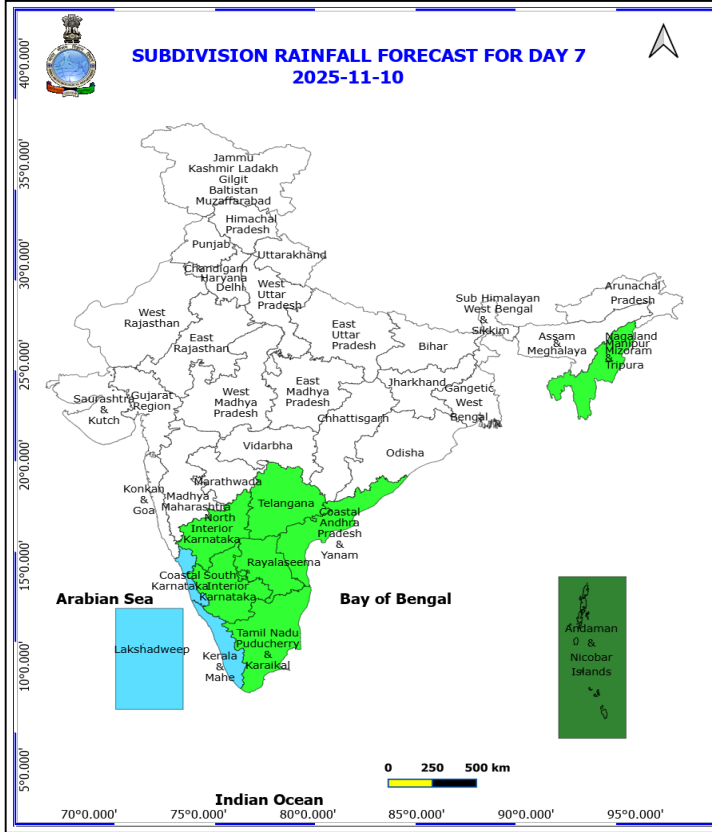 SUBDIVISION RAINFALL FORECAST FOR DAY 7
2025-11-10
40°0.000'
35°0.000'
30°0.000'
25°0.000'
20°0.000'
15°0.000'
10°0.000'
5°0.000'
Jammu
Kashmir Ladakh
Gilgit
Baltistan
Muzaffarabad
Himachal
Pradesh
Punjab
Uttarakhand
Chandigarh
Haryana
Delhi
West
Uttar
Pradesh
West
Rajasthan
East
Rajasthan
East
Uttar
Pradesh
Bihar
Sub Himalayan
West Bengal
&
Sikkim
Arunachal
Pradesh
Assam
&
Meghalaya
Nagaland
Manipur
Mizoram
&
Tripura
Saurashtra
&
Kutch
Gujarat
Region
West
Madhya
Pradesh
East
Madhya
Pradesh
Jharkhand
Gangetic
West
Bengal
Chhattisgarh
Vidarbha
Odisha
Konkan
&
Goa
Madhya
Maharashtra
Marathwada
North
Interior
Karnataka
Telangana
Coastal
Andhra
Pradesh
&
Yanam
Rayalaseema
Coastal
Karnataka
South
Interior
Karnataka
Arabian Sea
Bay of Bengal
Lakshadweep
Kerala
&
Mahe
Tamil Nadu
Puducherry
&
Karaikal
Andaman
&
Nicobar
Islands
0 250 500 km
Indian Ocean
70°0.000' 75°0.000' 80°0.000' 85°0.000' 90°0.000' 95°0.000'